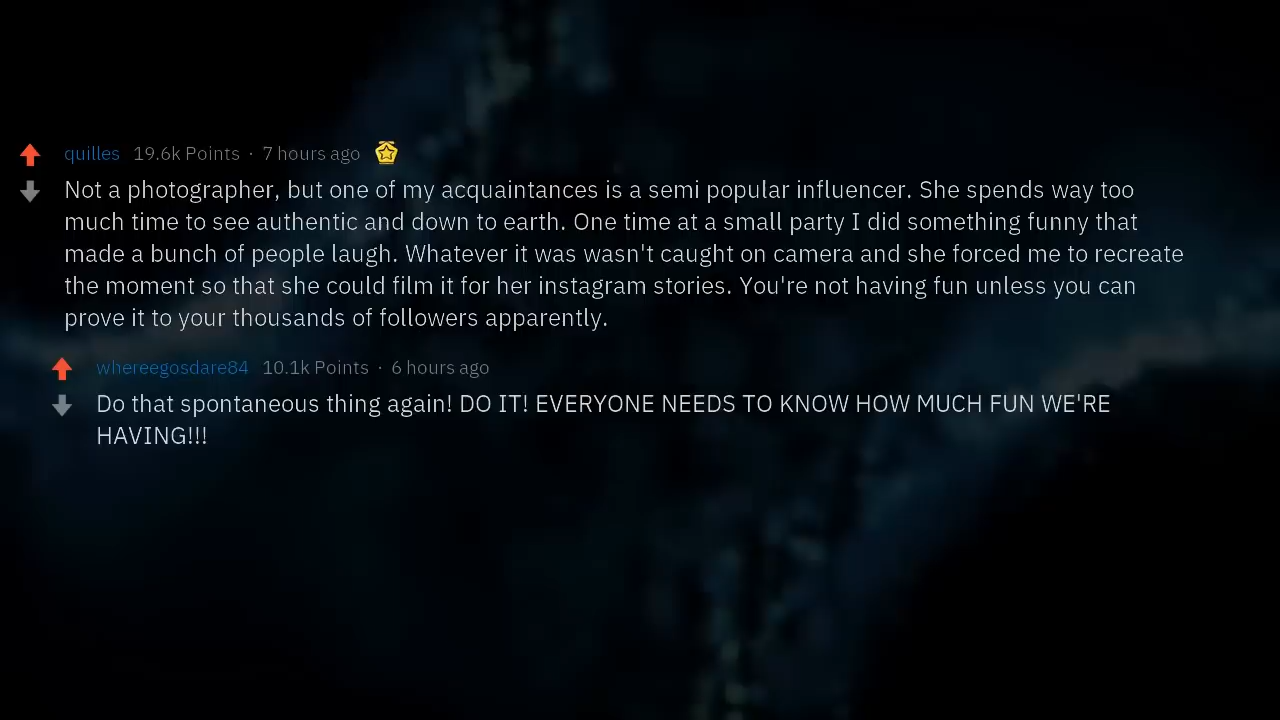 quilles 19.6k Points · 7 hours ago
Not a photographer, but one of my acquaintances is a semi popular influencer. She spends way too
much time to see authentic and down to earth. One time at a small party I did something funny that
made a bunch of people laugh. Whatever it was wasn't caught on camera and she forced me to recreate
the moment so that she could film it for her instagram stories. You're not having fun unless you can
prove it to your thousands of followers apparently.
whereegosdare84 10.1k Points · 6 hours ago
Do that spontaneous thing again! DO IT! EVERYONE NEEDS TO KNOW HOW MUCH FUN WE'RE
HAVING!!!